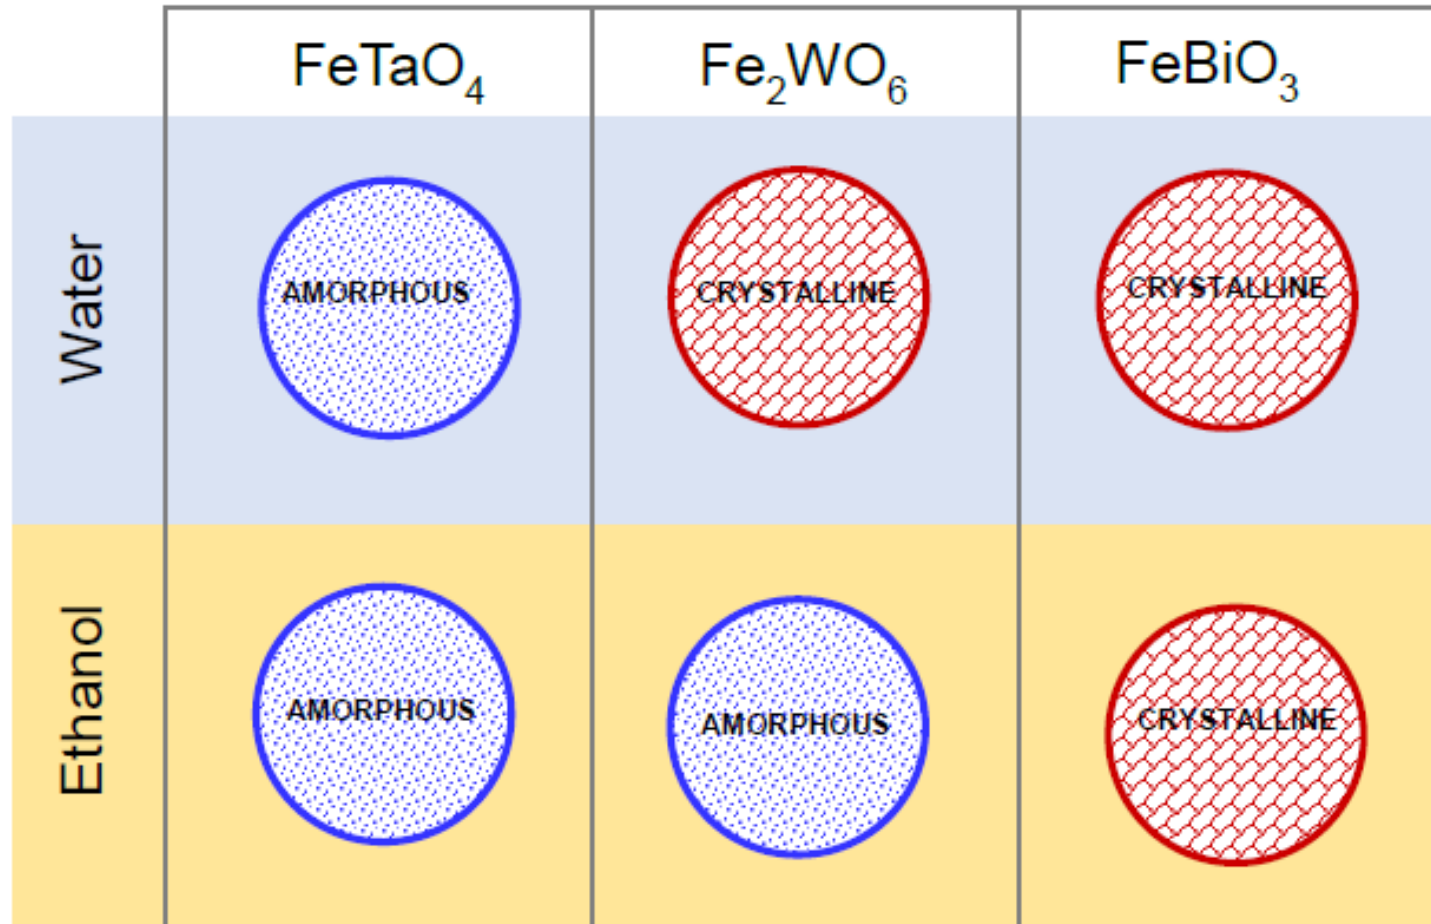 FeTaO₄ Fe₂WO₆ FeBiO₃
Water
AMORPHOUS CRYSTALLINE CRYSTALLINE
Ethanol
AMORPHOUS AMORPHOUS CRYSTALLINE